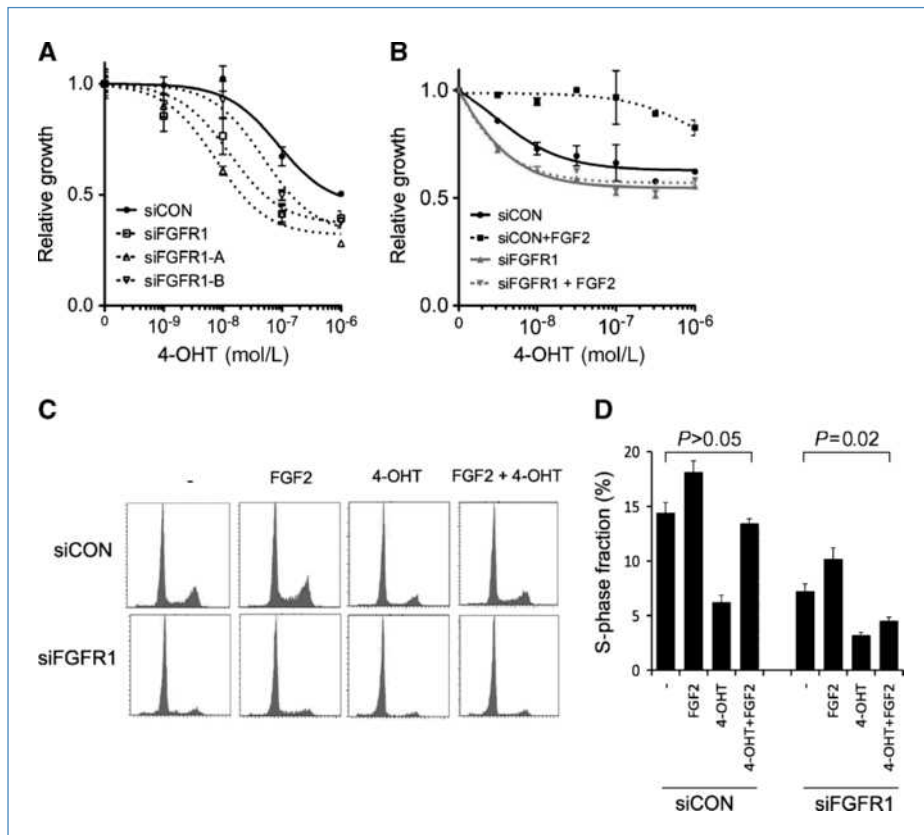 A
Relative growth
1.0
0.5
0.0
siCON
siFGFR1
siFGFR1-A
siFGFR1-B
0 10⁻⁹ 10⁻⁸ 10⁻⁷ 10⁻⁶
4-OHT (mol/L)
B
Relative growth
1.0
0.5
0.0
siCON
siCON+FGF2
siFGFR1
siFGFR1 + FGF2
0 10⁻⁸ 10⁻⁷ 10⁻⁶
4-OHT (mol/L)
C
- FGF2 4-OHT FGF2 + 4-OHT
siCON
siFGFR1
D
P>0.05 P=0.02
S-phase fraction (%)
20
15
10
5
0
- FGF2 4-OHT 4-OHT+FGF2 - FGF2 4-OHT 4-OHT+FGF2
siCON siFGFR1